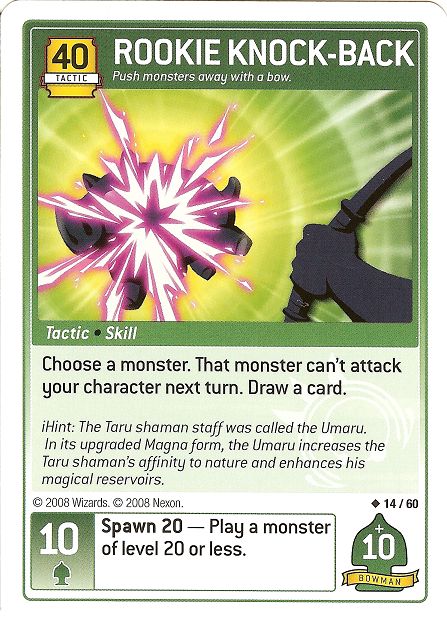 40
TACTIC
ROOKIE KNOCK-BACK
Push monsters away with a bow.
Tactic • Skill
Choose a monster. That monster can't attack
your character next turn. Draw a card.
iHint: The Taru shaman staff was called the Umaru.
In its upgraded Magna form, the Umaru increases the
Taru shaman's affinity to nature and enhances his
magical reservoirs.
© 2008 Wizards. © 2008 Nexon.
◆ 14 / 60
10
Spawn 20 — Play a monster
of level 20 or less.
+
10
BOWMAN